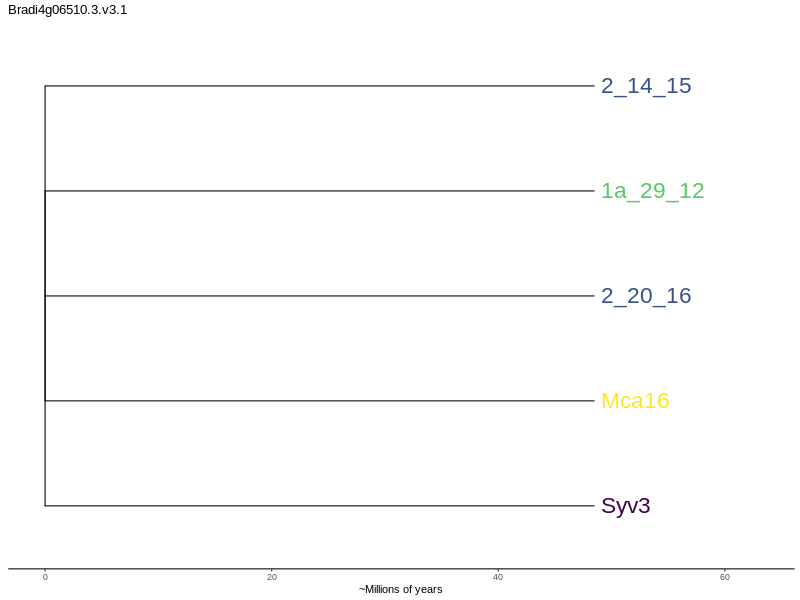 Bradi4g06510.3.v3.1
2_14_15
1a_29_12
2_20_16
Mca16
Syv3
0 20 40 60
~Millions of years